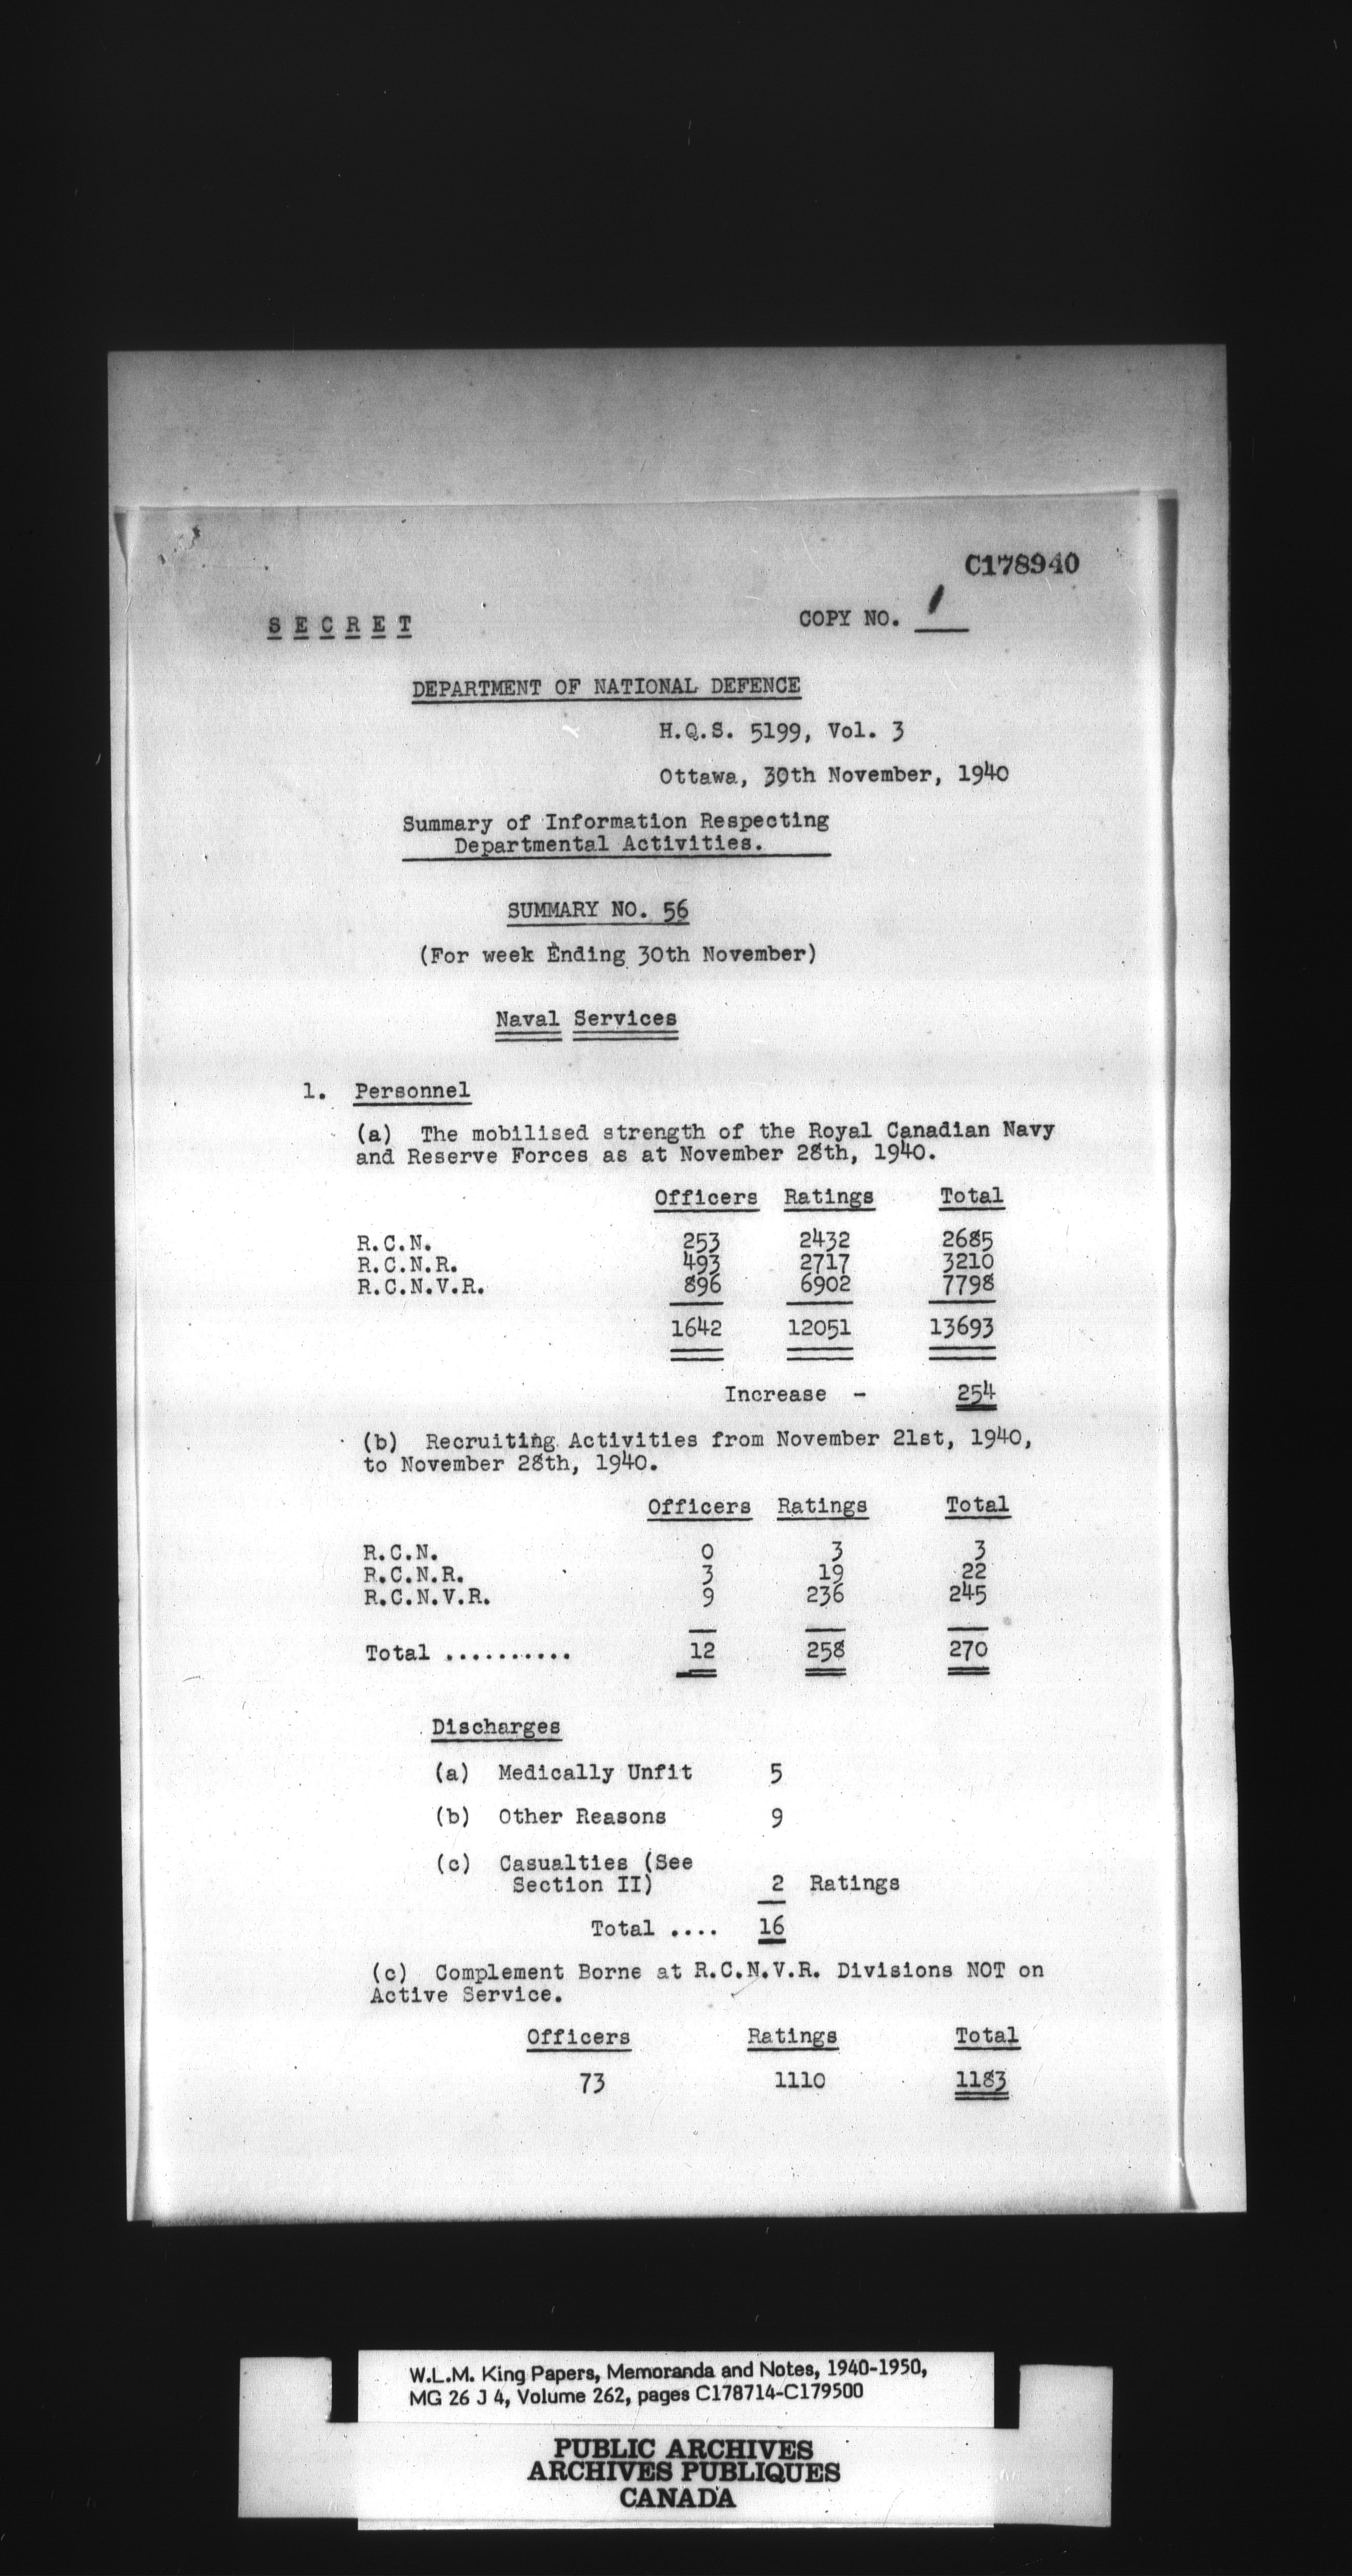 C178940
S E C R E T COPY NO. 1
DEPARTMENT OF NATIONAL DEFENCE
H.Q.S. 5199, Vol. 3
Ottawa, 30th November, 1940
Summary of Information Respecting
Departmental Activities.
SUMMARY NO. 56
(For week Ending 30th November)
Naval Services
1. Personnel
(a) The mobilised strength of the Royal Canadian Navy
and Reserve Forces as at November 28th, 1940.
Officers Ratings Total
R.C.N. 253 2432 2685
R.C.N.R. 493 2717 3210
R.C.N.V.R. 896 6902 7798
1642 12051 13693
Increase - 254
(b) Recruiting Activities from November 21st, 1940,
to November 28th, 1940.
Officers Ratings Total
R.C.N. 0 3 3
R.C.N.R. 3 19 22
R.C.N.V.R. 9 236 245
Total .......... 12 258 270
Discharges
(a) Medically Unfit 5
(b) Other Reasons 9
(c) Casualties (See
Section II) 2 Ratings
Total .... 16
(c) Complement Borne at R.C.N.V.R. Divisions NOT on
Active Service.
Officers Ratings Total
73 1110 1183
W.L.M. King Papers, Memoranda and Notes, 1940-1950,
MG 26 J 4, Volume 262, pages C178714-C179500
PUBLIC ARCHIVES
ARCHIVES PUBLIQUES
CANADA